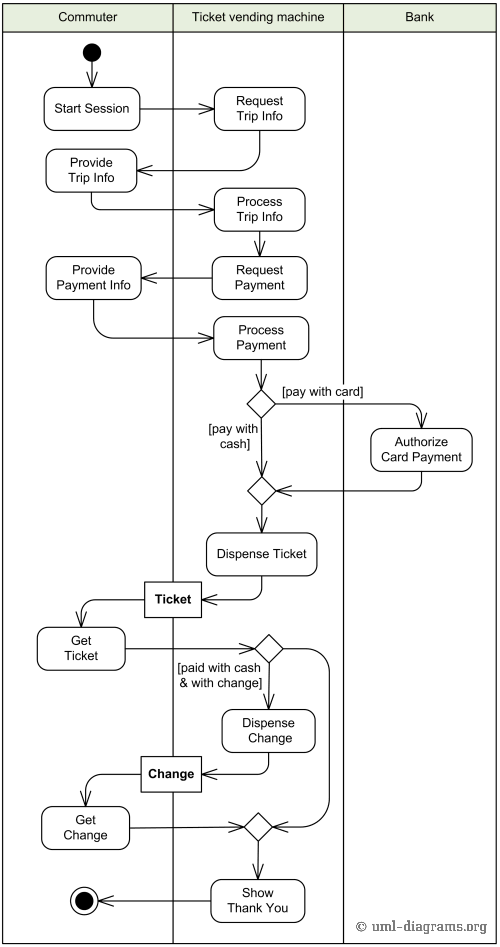 Commuter
Ticket vending machine
Bank
Start Session
Request
Trip Info
Provide
Trip Info
Process
Trip Info
Provide
Payment Info
Request
Payment
Process
Payment
[pay with card]
[pay with
cash]
Authorize
Card Payment
Dispense Ticket
Ticket
Get
Ticket
[paid with cash
& with change]
Dispense
Change
Change
Get
Change
Show
Thank You
© uml-diagrams.org